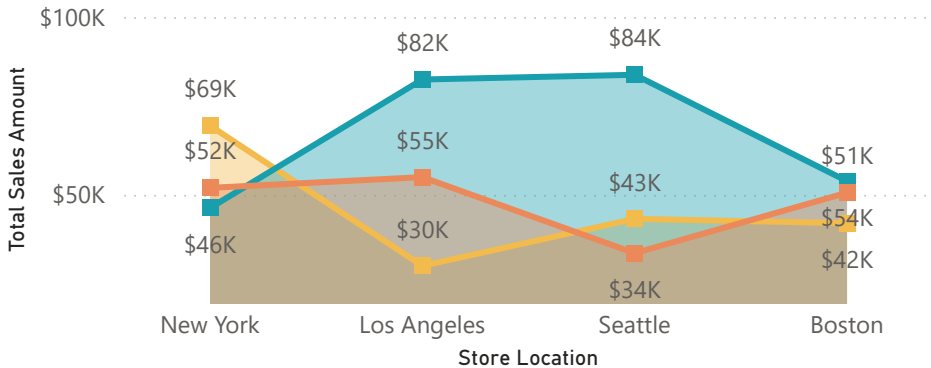 $100K
$82K
$84K
$69K
$52K
$55K
$51K
$50K
$43K
$54K
$46K
$30K
$42K
$34K
New York
Los Angeles
Seattle
Boston
Store Location
Total Sales Amount